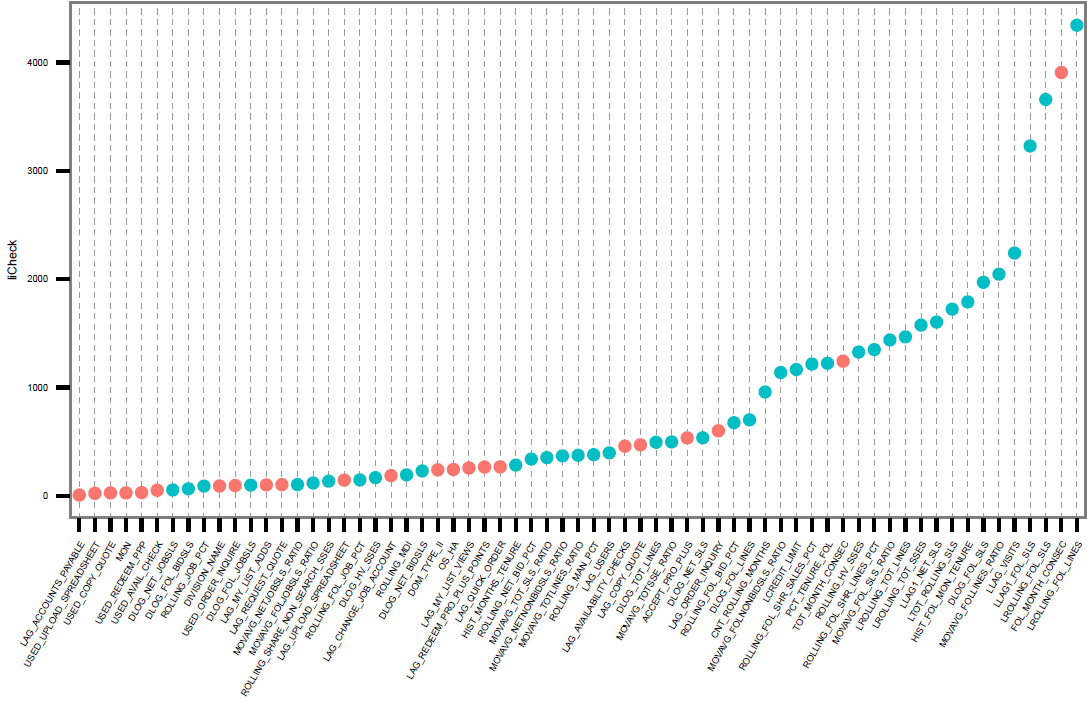 4000
3000
2000
1000
0
liCheck
LAG_ACCOUNTS_PAYABLE
USED_UPLOAD_SPREADSHEET
USED_COPY_QUOTE
MON
USED_REDEEM_PPP
USED_AVAIL_CHECK
DLOG_NET_JOBSLS
DLOG_FOL_BIDSLS
ROLLING_JOB_PCT
DIVISION_NAME
USED_ORDER_INQUIRE
DLOG_FOL_JOBSLS
LAG_MY_LIST_ADDS
LAG_REQUEST_QUOTE
MOVAVG_NETJOBSLS_RATIO
MOVAVG_FOLJOBSLS_RATIO
ROLLING_SHARE_NON_SEARCH_SSES
LAG_UPLOAD_SPREADSHEET
ROLLING_FOL_JOB_PCT
DLOG_HV_SSES
LAG_CHANGE_JOB_ACCOUNT
ROLLING_MDI
DLOG_NET_BIDSLS
DOM_TYPE_II
OS_HA
LAG_MY_LIST_VIEWS
LAG_REDEEM_PRO_PLUS_POINTS
LAG_QUICK_ORDER
HIST_MONTHS_TENURE
ROLLING_NET_BID_PCT
MOVAVG_TOT_SLS_RATIO
MOVAVG_NETNONBIDSLS_RATIO
MOVAVG_TOTLINES_RATIO
ROLLING_MAN_PCT
LAG_USERS
LAG_AVAILABILITY_CHECKS
LAG_COPY_QUOTE
DLOG_TOT_LINES
MOVAVG_TOTSSE_RATIO
ACCEPT_PRO_PLUS
DLOG_NET_SLS
LAG_ORDER_INQUIRY
ROLLING_FOL_BID_PCT
DLOG_FOL_LINES
CNT_ROLLING_MONTHS
MOVAVG_FOLNONBIDSLS_RATIO
LCREDIT_LIMIT
ROLLING_FOL_SHR_SALES_PCT
PCT_TENURE_FOL
TOT_MONTH_CONSEC
ROLLING_HV_SSES
ROLLING_FOL_SHR_LINES_PCT
MOVAVG_FOL_SLS_RATIO
LROLLING_TOT_LINES
LROLLING_TOT_SSES
LLAG1_NET_SLS
LTOT_ROLLING_SLS
HIST_FOL_MON_TENURE
DLOG_FOL_SLS
MOVAVG_FOLLINES_RATIO
LLAG_VISITS
LLAG1_FOL_SLS
LROLLING_FOL_SLS
FOL_MONTH_CONSEC
LROLLING_FOL_LINES